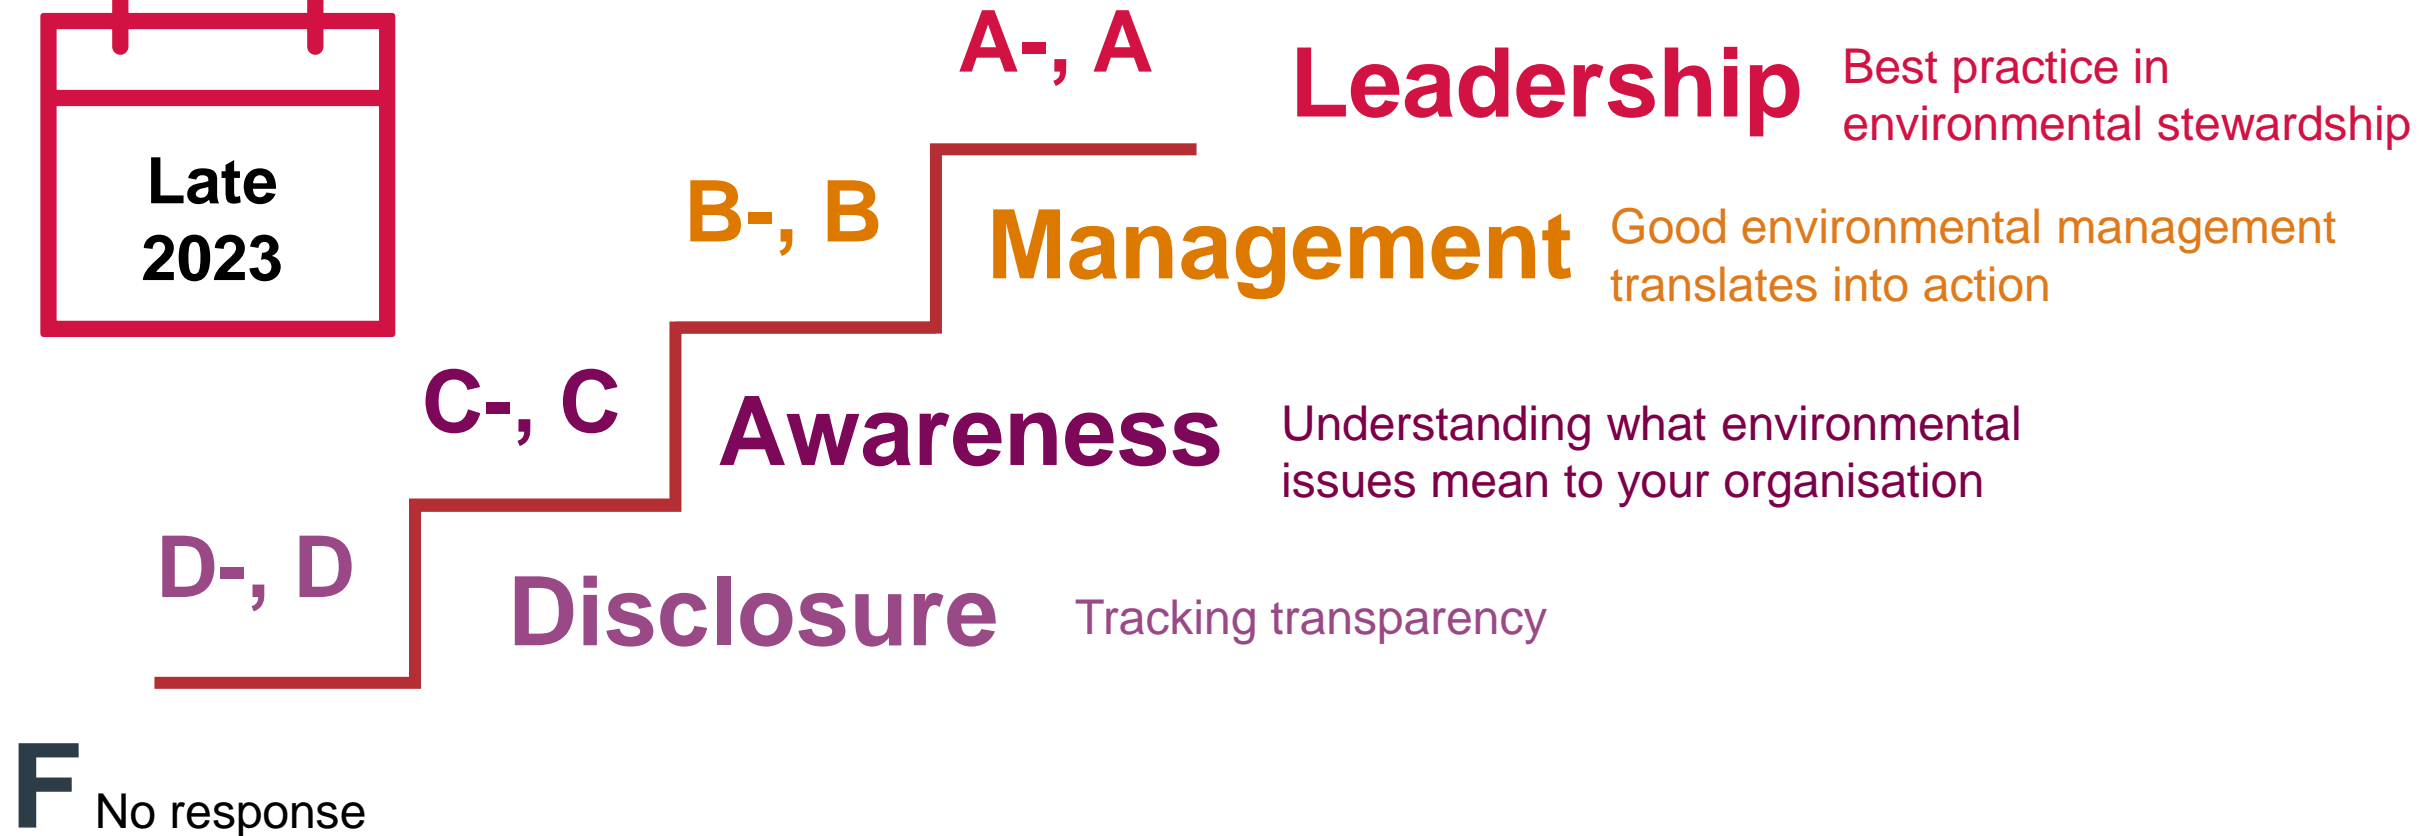 Late
2023
A-, A
Leadership
Best practice in
environmental stewardship
B-, B
Management
Good environmental management
translates into action
C-, C
Awareness
Understanding what environmental
issues mean to your organisation
D-, D
Disclosure
Tracking transparency
F No response